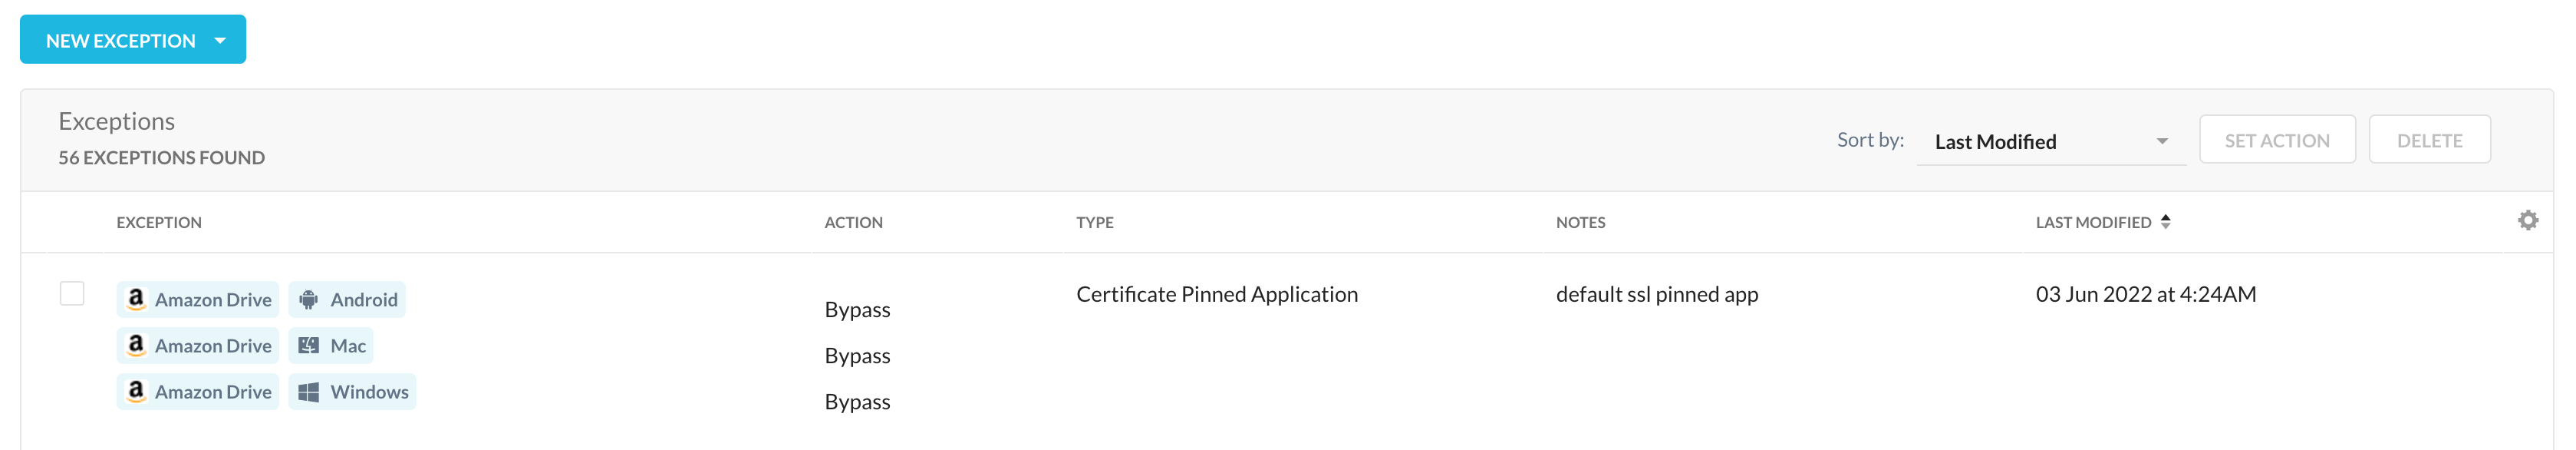 NEW EXCEPTION
Exceptions
56 EXCEPTIONS FOUND
Sort by: Last Modified SET ACTION DELETE
EXCEPTION ACTION TYPE NOTES LAST MODIFIED
Amazon Drive Android Bypass Certificate Pinned Application default ssl pinned app 03 Jun 2022 at 4:24AM
Amazon Drive Mac Bypass
Amazon Drive Windows Bypass